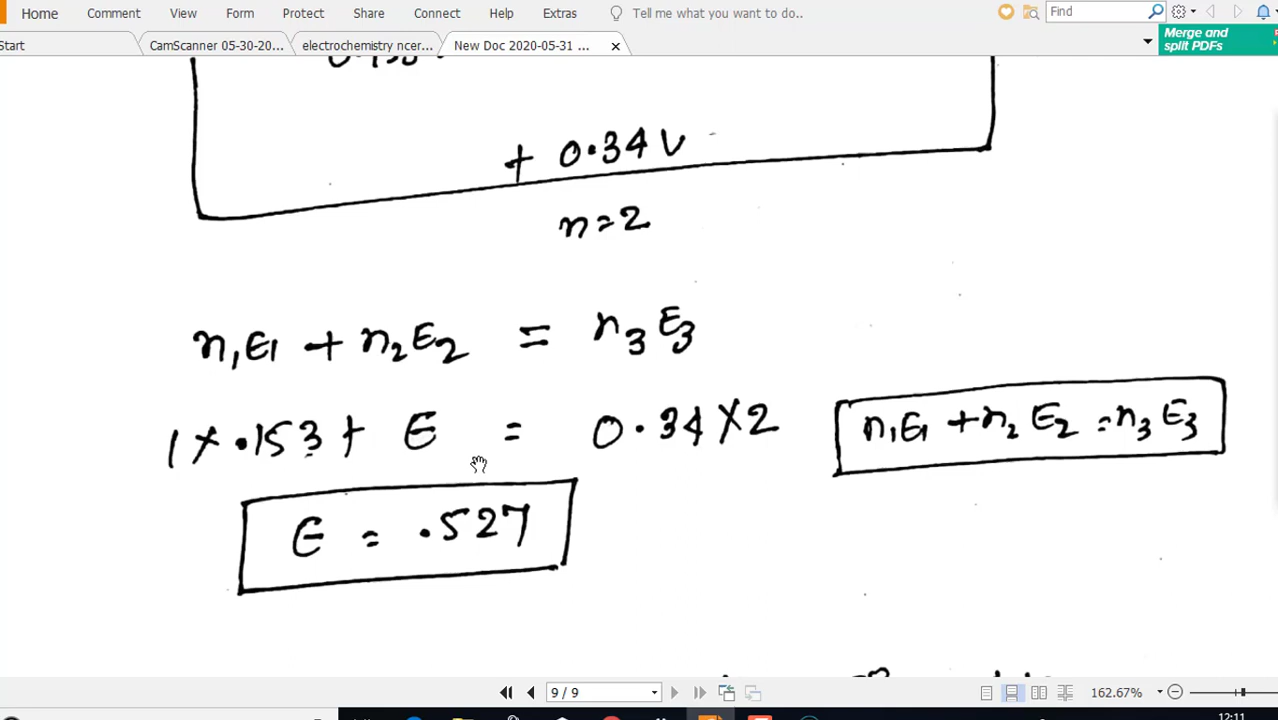 Home Comment View Form Protect Share Connect Help Extras Tell me what you want to do.. Find
Start CamScanner 05-30-20... electrochemistry ncer... New Doc 2020-05-31 ... × Merge and
split PDFs
+ 0.34 V
n=2
n₁E₁ + n₂E₂ = n₃E₃
1 × .153 + E = 0.34 × 2
n₁E₁ + n₂E₂ = n₃E₃
E = .527
9 / 9 162.67%
12:11